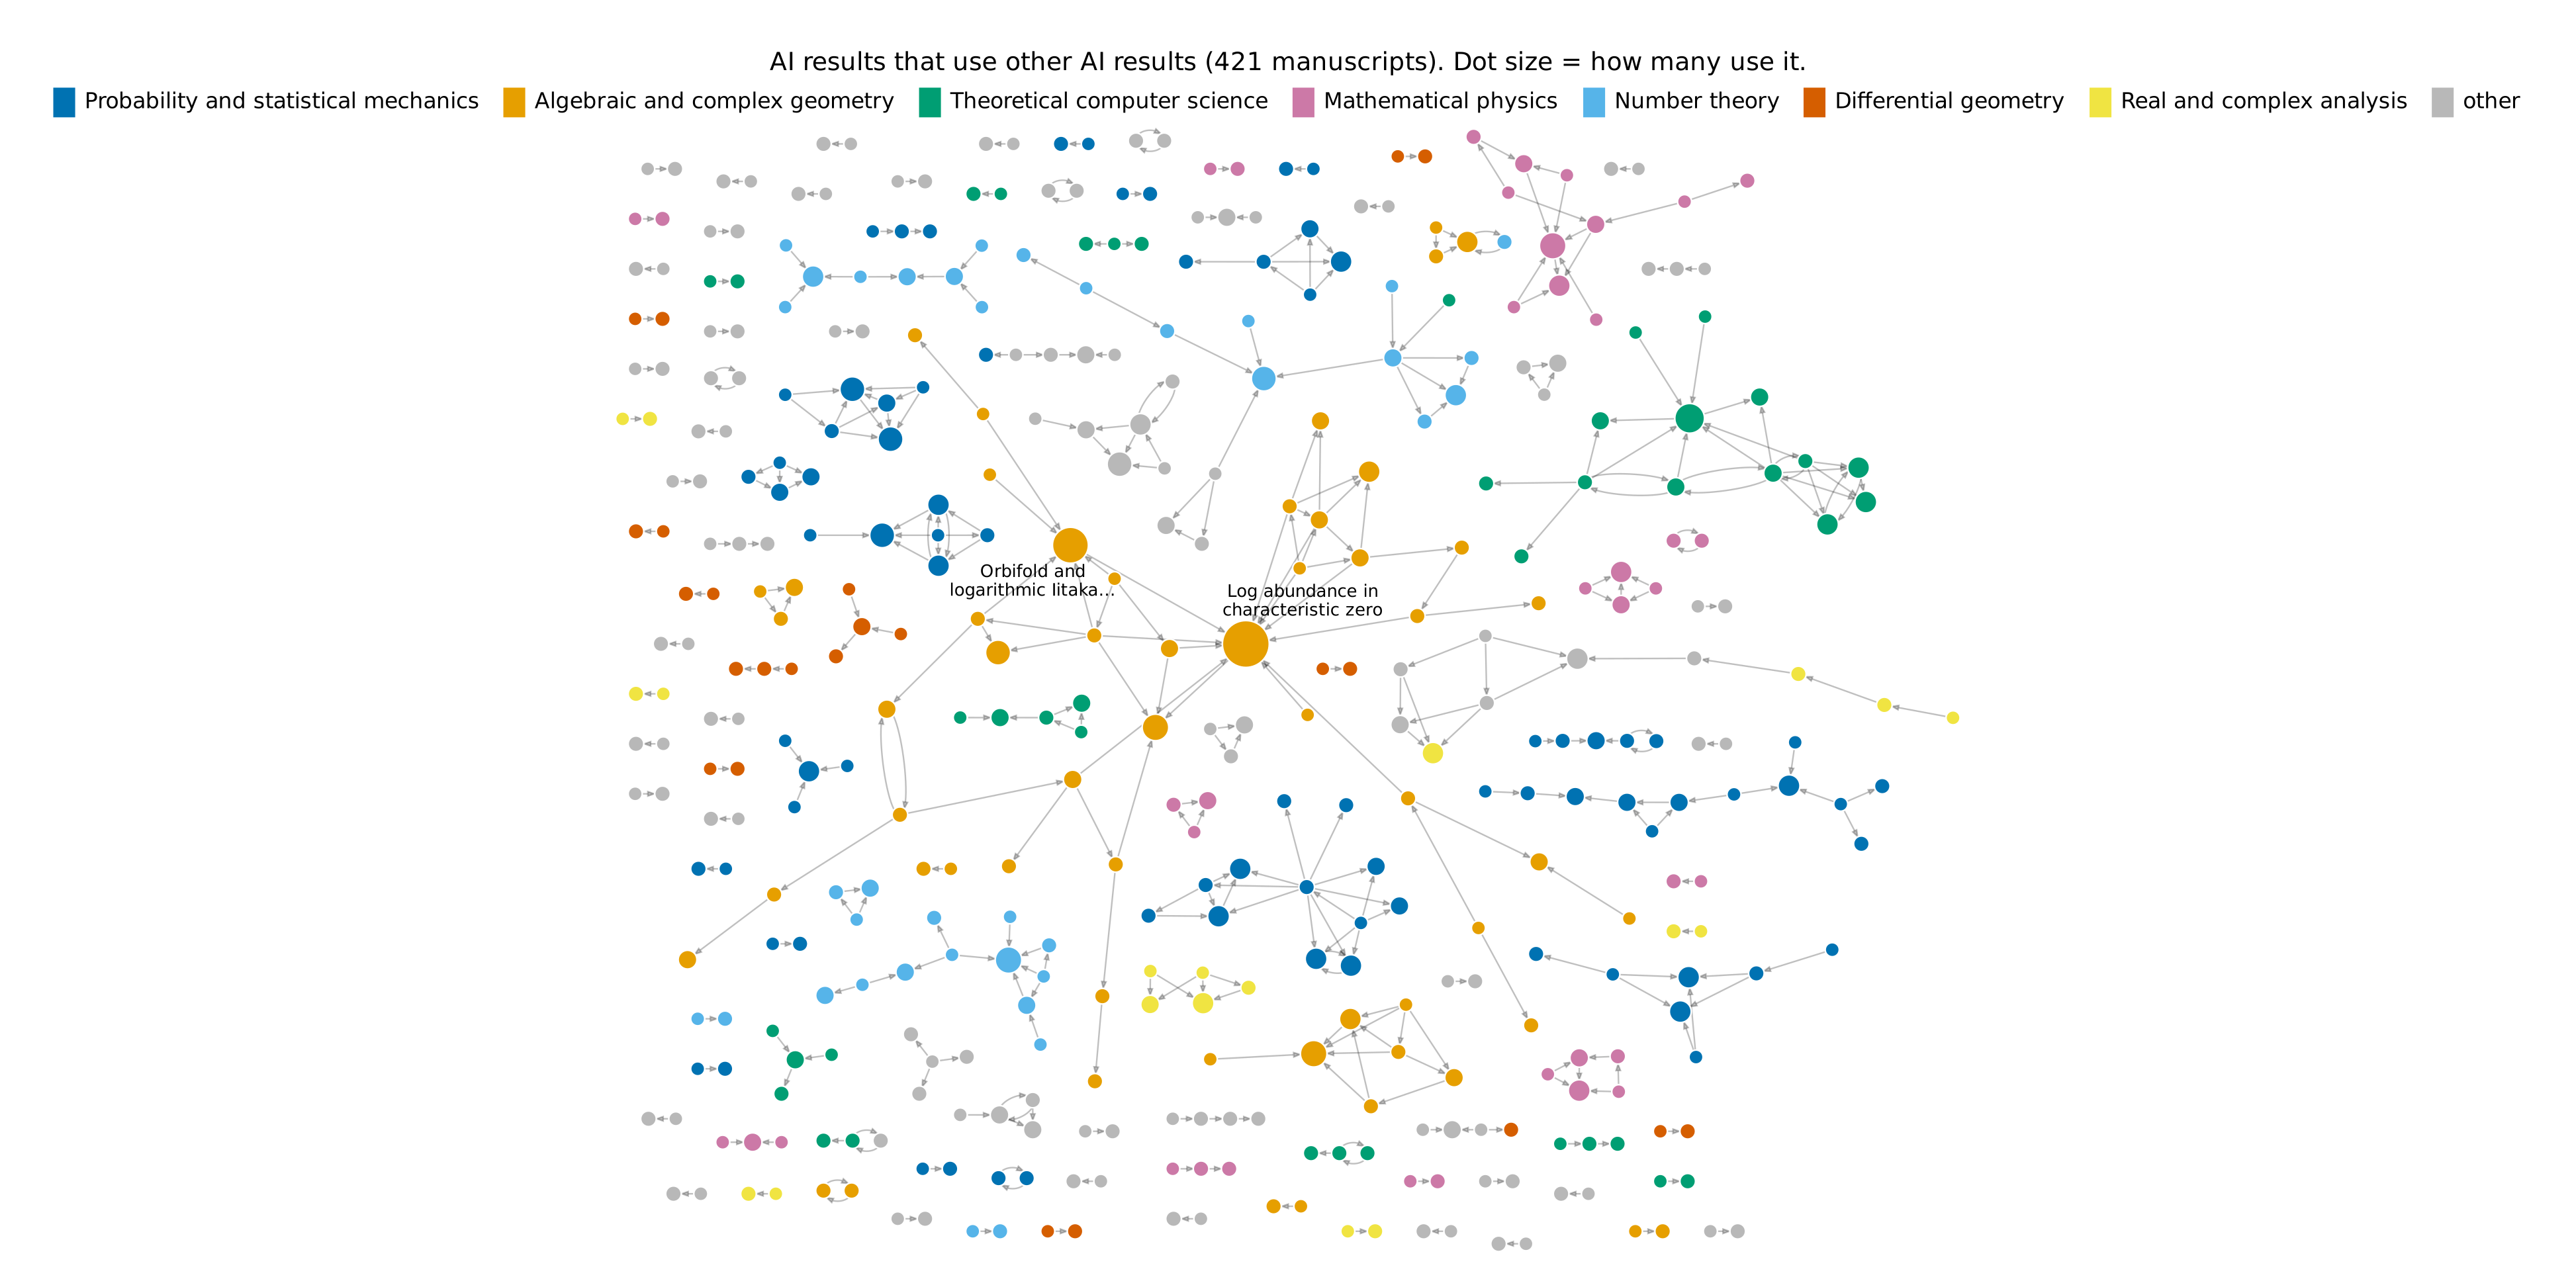 AI results that use other AI results (421 manuscripts). Dot size = how many use it.
Probability and statistical mechanics Algebraic and complex geometry Theoretical computer science Mathematical physics Number theory Differential geometry Real and complex analysis other
Orbifold and
logarithmic Iitaka...
Log abundance in
characteristic zero